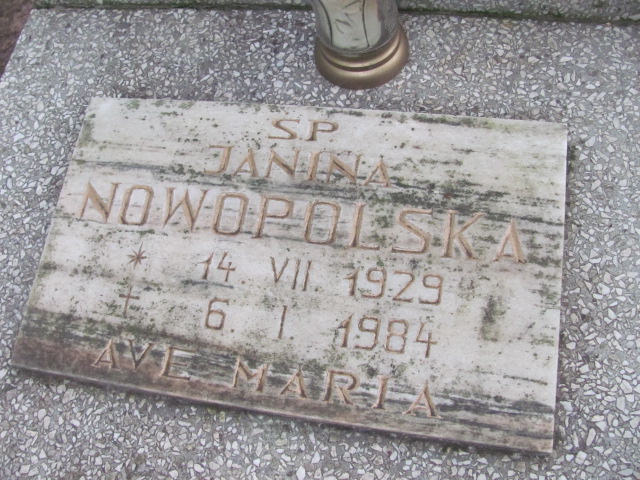 SP
JANINA
NOWOPOLSKA
* 14. VII. 1929
✝ 6. I. 1984
AVE MARIA